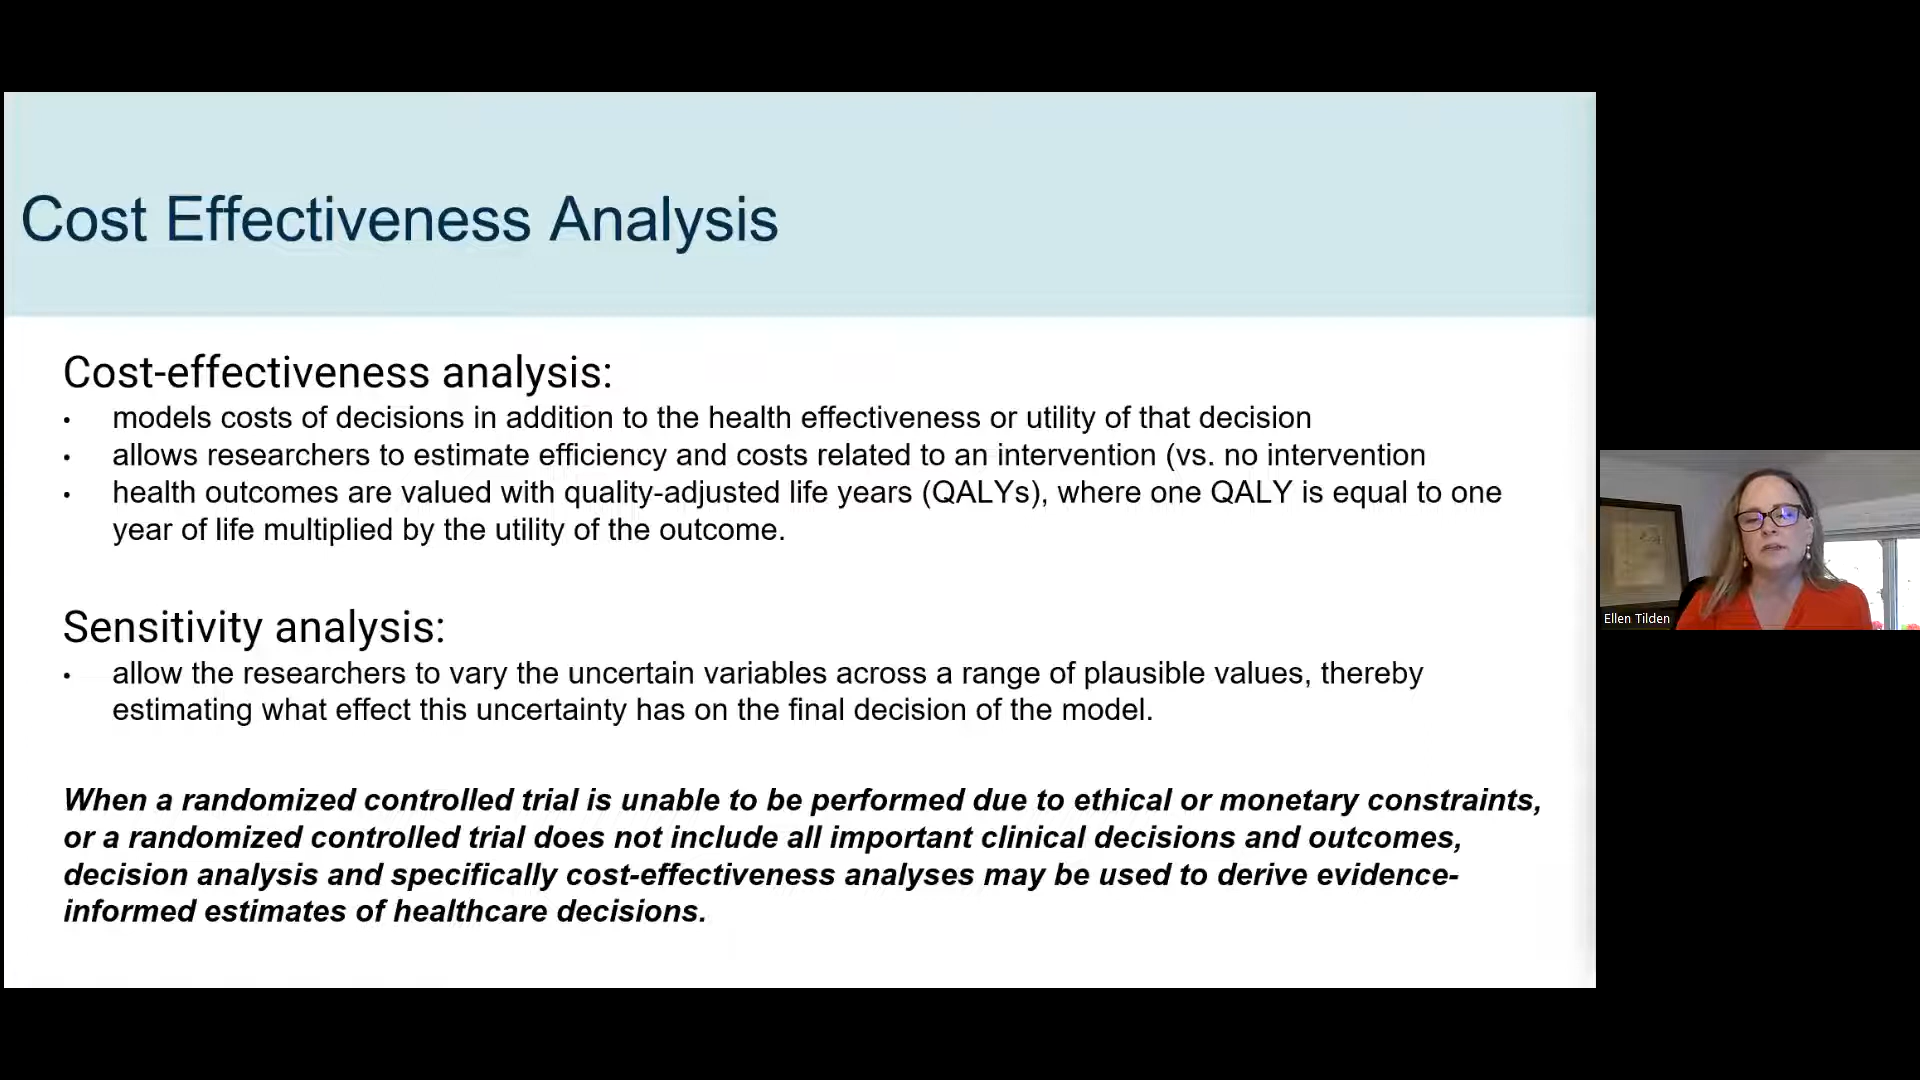 Cost Effectiveness Analysis
Cost-effectiveness analysis:
• models costs of decisions in addition to the health effectiveness or utility of that decision
• allows researchers to estimate efficiency and costs related to an intervention (vs. no intervention
• health outcomes are valued with quality-adjusted life years (QALYs), where one QALY is equal to one
year of life multiplied by the utility of the outcome.
Sensitivity analysis:
• allow the researchers to vary the uncertain variables across a range of plausible values, thereby
estimating what effect this uncertainty has on the final decision of the model.
When a randomized controlled trial is unable to be performed due to ethical or monetary constraints,
or a randomized controlled trial does not include all important clinical decisions and outcomes,
decision analysis and specifically cost-effectiveness analyses may be used to derive evidence-
informed estimates of healthcare decisions.
Ellen Tilden